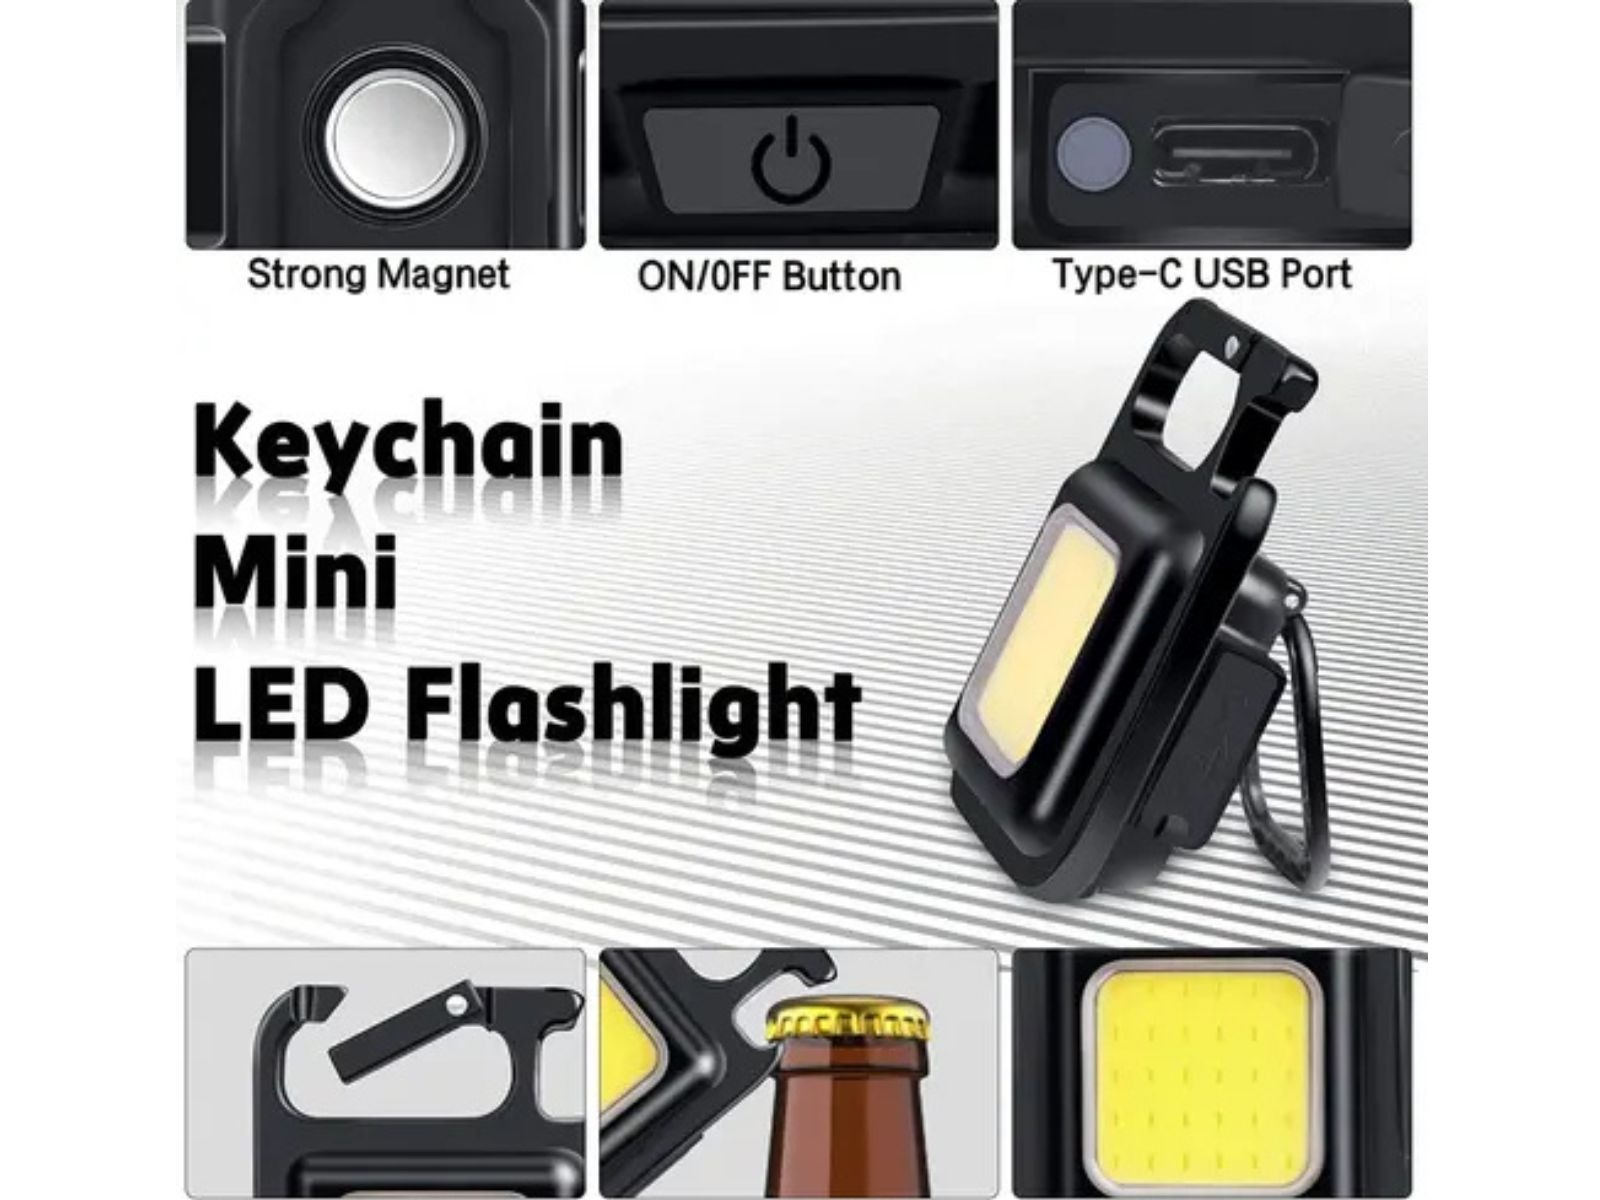 Strong Magnet
ON/0FF Button
Type-C USB Port
Keychain
Mini
LED Flashlight